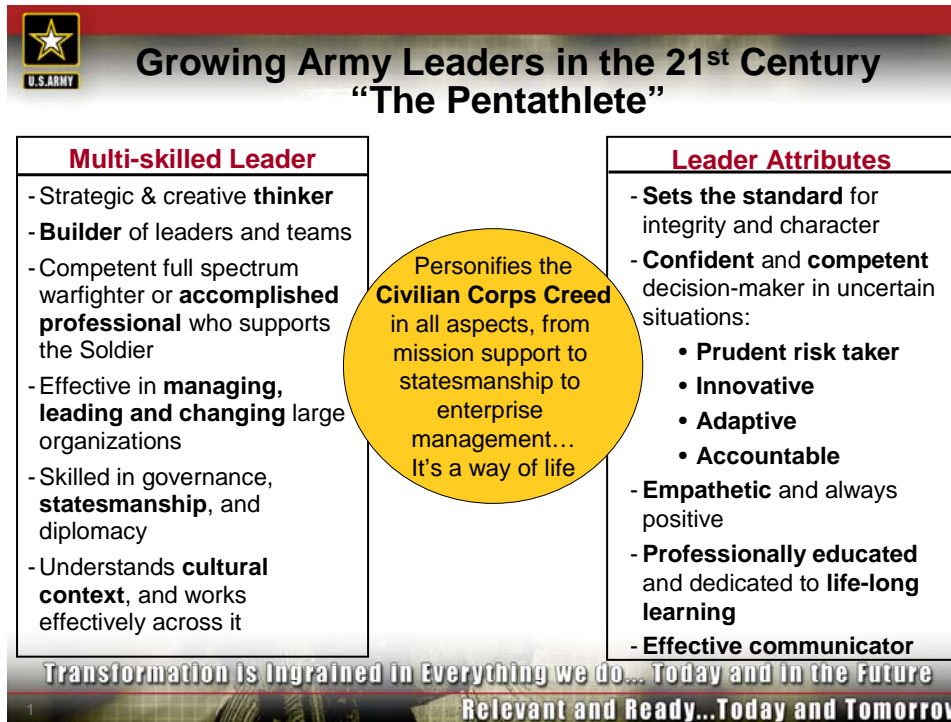 U.S.ARMY
Growing Army Leaders in the 21st Century
“The Pentathlete”
Multi-skilled Leader
- Strategic & creative thinker
- Builder of leaders and teams
- Competent full spectrum
warfighter or accomplished
professional who supports
the Soldier
- Effective in managing,
leading and changing large
organizations
- Skilled in governance,
statesmanship, and
diplomacy
- Understands cultural
context, and works
effectively across it
Personifies the
Civilian Corps Creed
in all aspects, from
mission support to
statesmanship to
enterprise
management…
It’s a way of life
Leader Attributes
- Sets the standard for
integrity and character
- Confident and competent
decision-maker in uncertain
situations:
• Prudent risk taker
• Innovative
• Adaptive
• Accountable
- Empathetic and always
positive
- Professionally educated
and dedicated to life-long
learning
- Effective communicator
Transformation is Ingrained in Everything we do... Today and in the Future
1
Relevant and Ready...Today and Tomorro